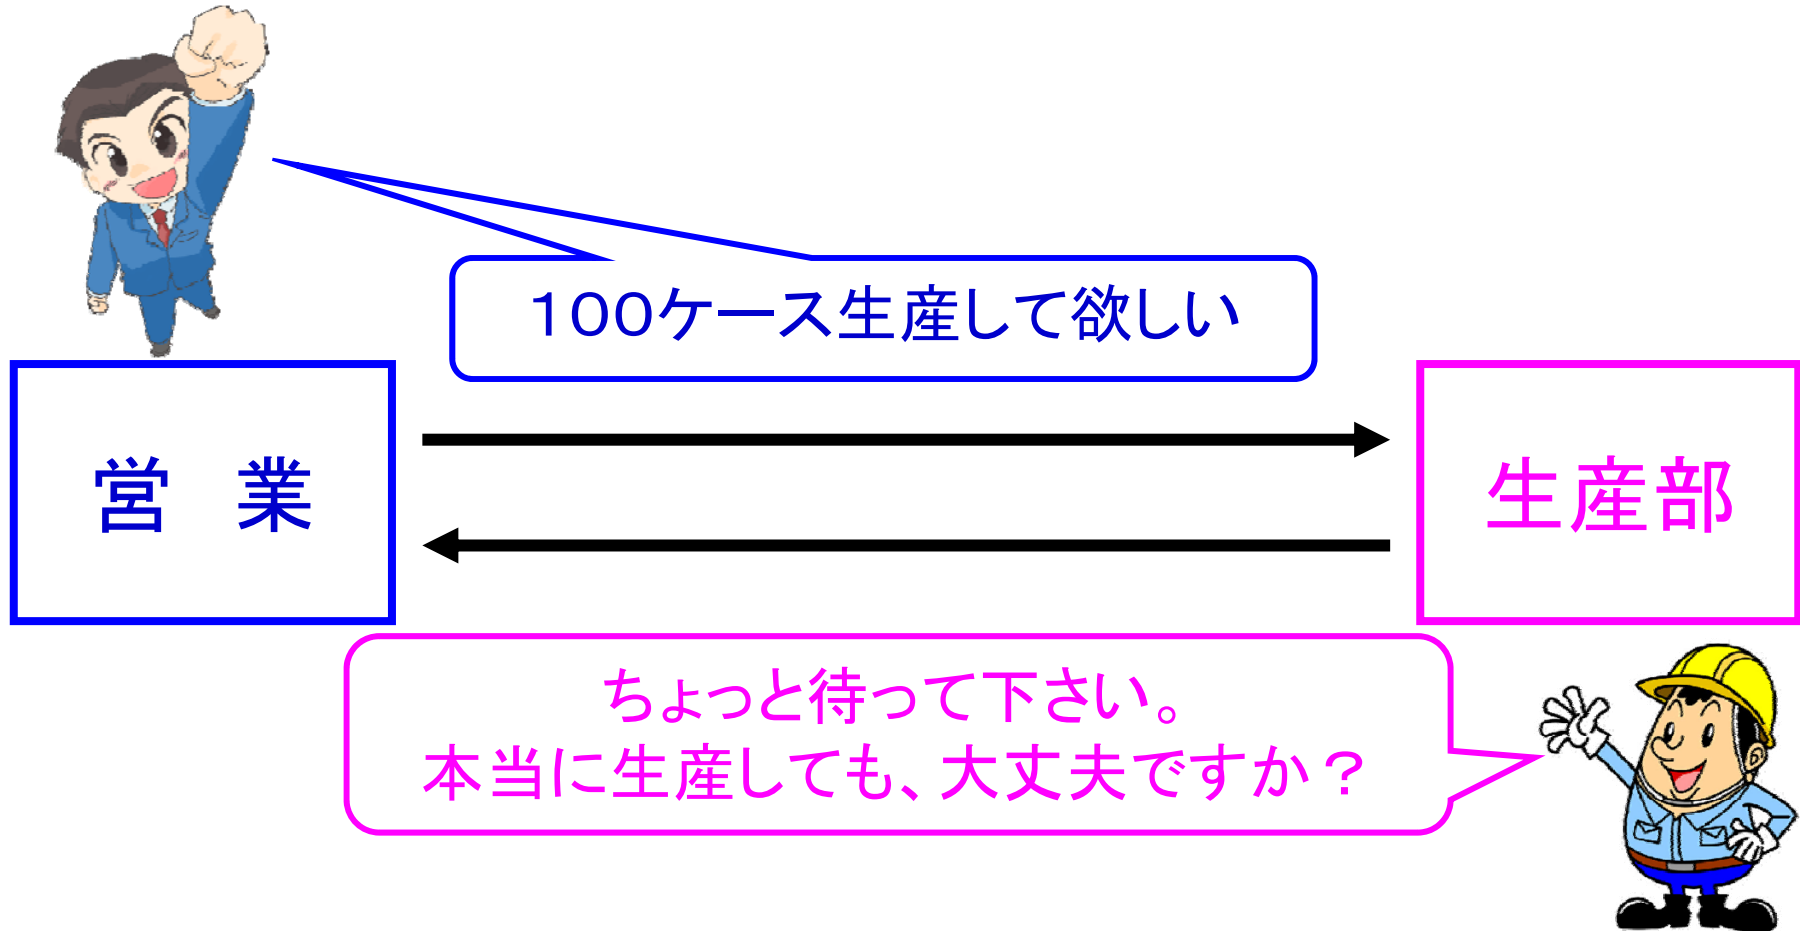 100ケース生産して欲しい
営　業
生産部
ちょっと待って下さい。
本当に生産しても、大丈夫ですか？